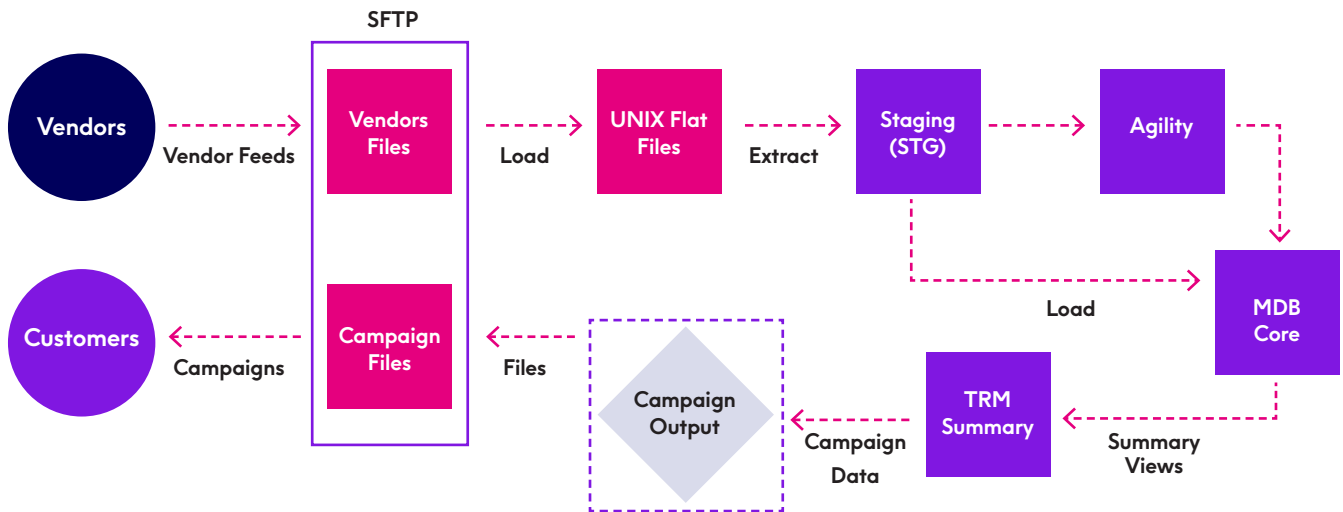 SFTP
Vendors
Vendor Feeds
Vendors
Files
Load
UNIX Flat
Files
Extract
Staging
(STG)
Agility
Load
MDB
Core
Customers
Campaigns
Campaign
Files
Files
Campaign
Output
Campaign
Data
TRM
Summary
Summary
Views